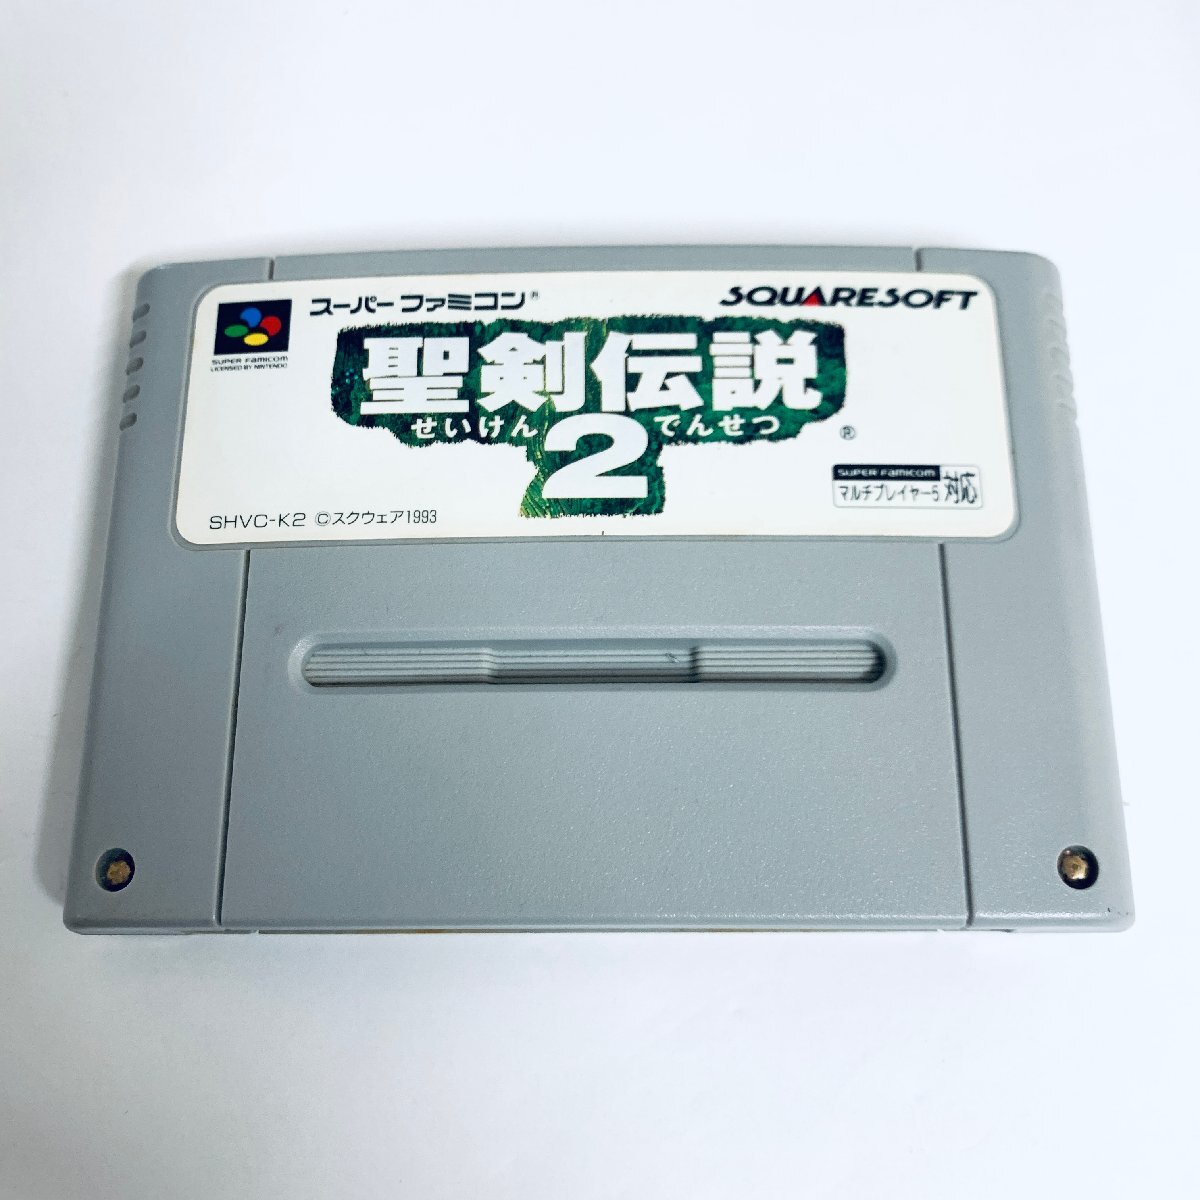 スーパーファミコン®
SQUARESOFT
SUPER FAMICOM
LICENSED BY NINTENDO
聖剣伝説
せいけん でんせつ
2
®
SUPER FAMICOM
マルチプレイヤー5 対応
SHVC-K2 ©スクウェア1993